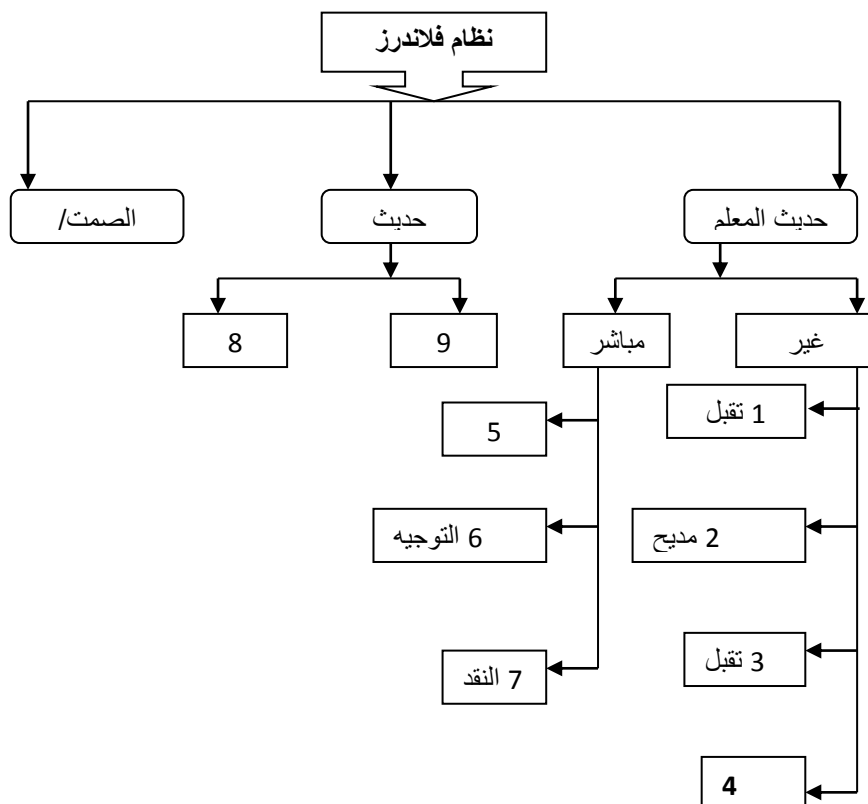 نظام فلاندرز
حديث المعلم
حديث
الصمت/
غير
مباشر
9
8
1 تقبل
5
2 مديح
6 التوجيه
3 تقبل
7 النقد
4